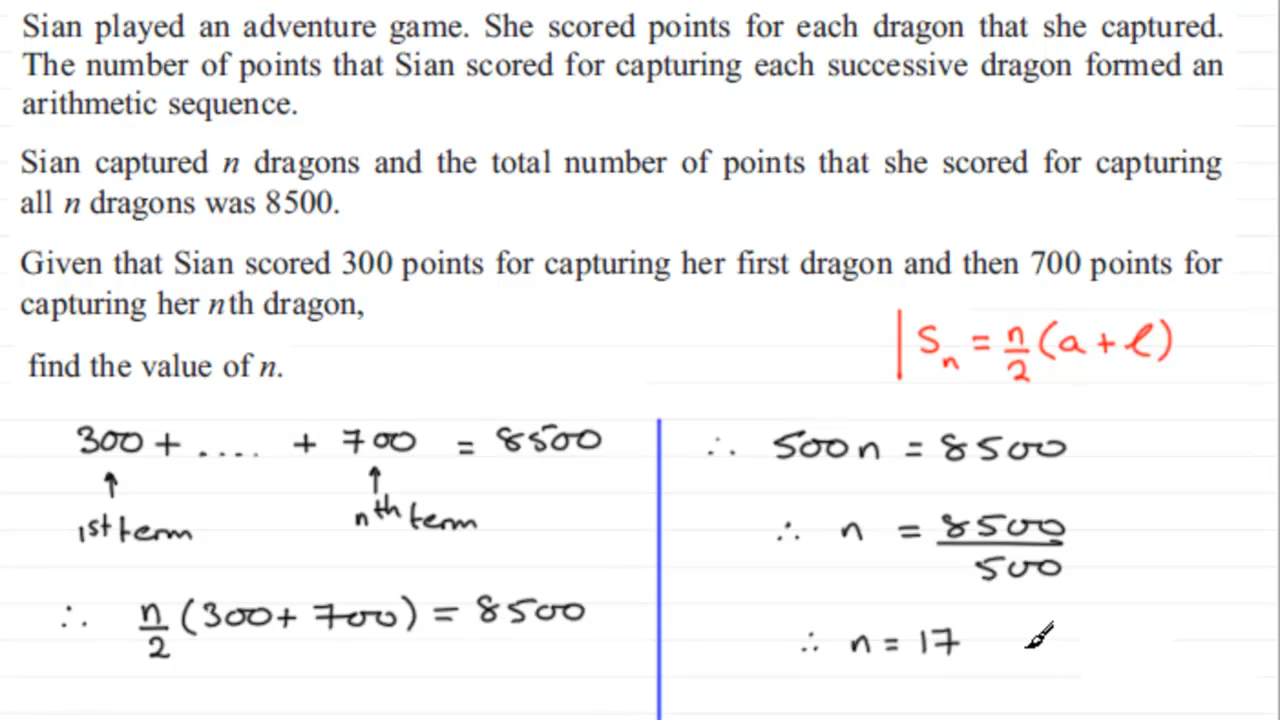 Sian played an adventure game. She scored points for each dragon that she captured.
The number of points that Sian scored for capturing each successive dragon formed an
arithmetic sequence.
Sian captured n dragons and the total number of points that she scored for capturing
all n dragons was 8500.
Given that Sian scored 300 points for capturing her first dragon and then 700 points for
capturing her nth dragon,
find the value of n.
| Sₙ = n/2 (a + ℓ)
300 + .... + 700 = 8500
↑ ↑
1st term nth term
∴ n/2 (300 + 700) = 8500
∴ 500n = 8500
∴ n = 8500/500
∴ n = 17